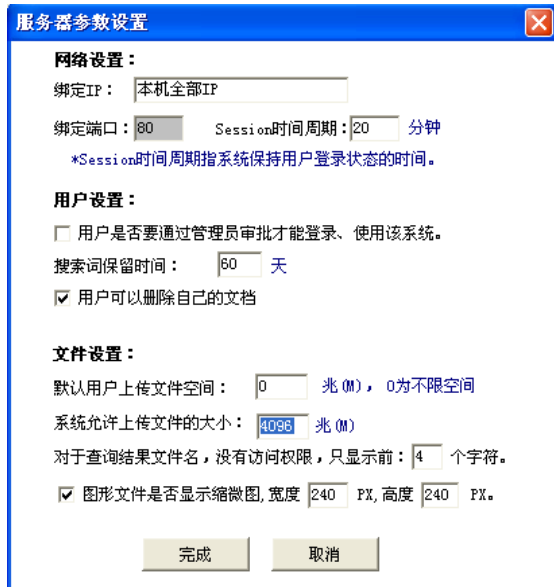 服务器参数设置
网络设置：
绑定IP： 本机全部IP
绑定端口：80 Session时间周期：20 分钟
*Session时间周期指系统保持用户登录状态的时间。
用户设置：
用户是否要通过管理员审批才能登录、使用该系统。
搜索词保留时间： 60 天
用户可以删除自己的文档
文件设置：
默认用户上传文件空间： 0 兆(M)，0为不限空间
系统允许上传文件的大小： 4096 兆(M)
对于查询结果文件名，没有访问权限，只显示前：4 个字符。
图形文件是否显示缩微图,宽度 240 PX,高度 240 PX。
完成 取消